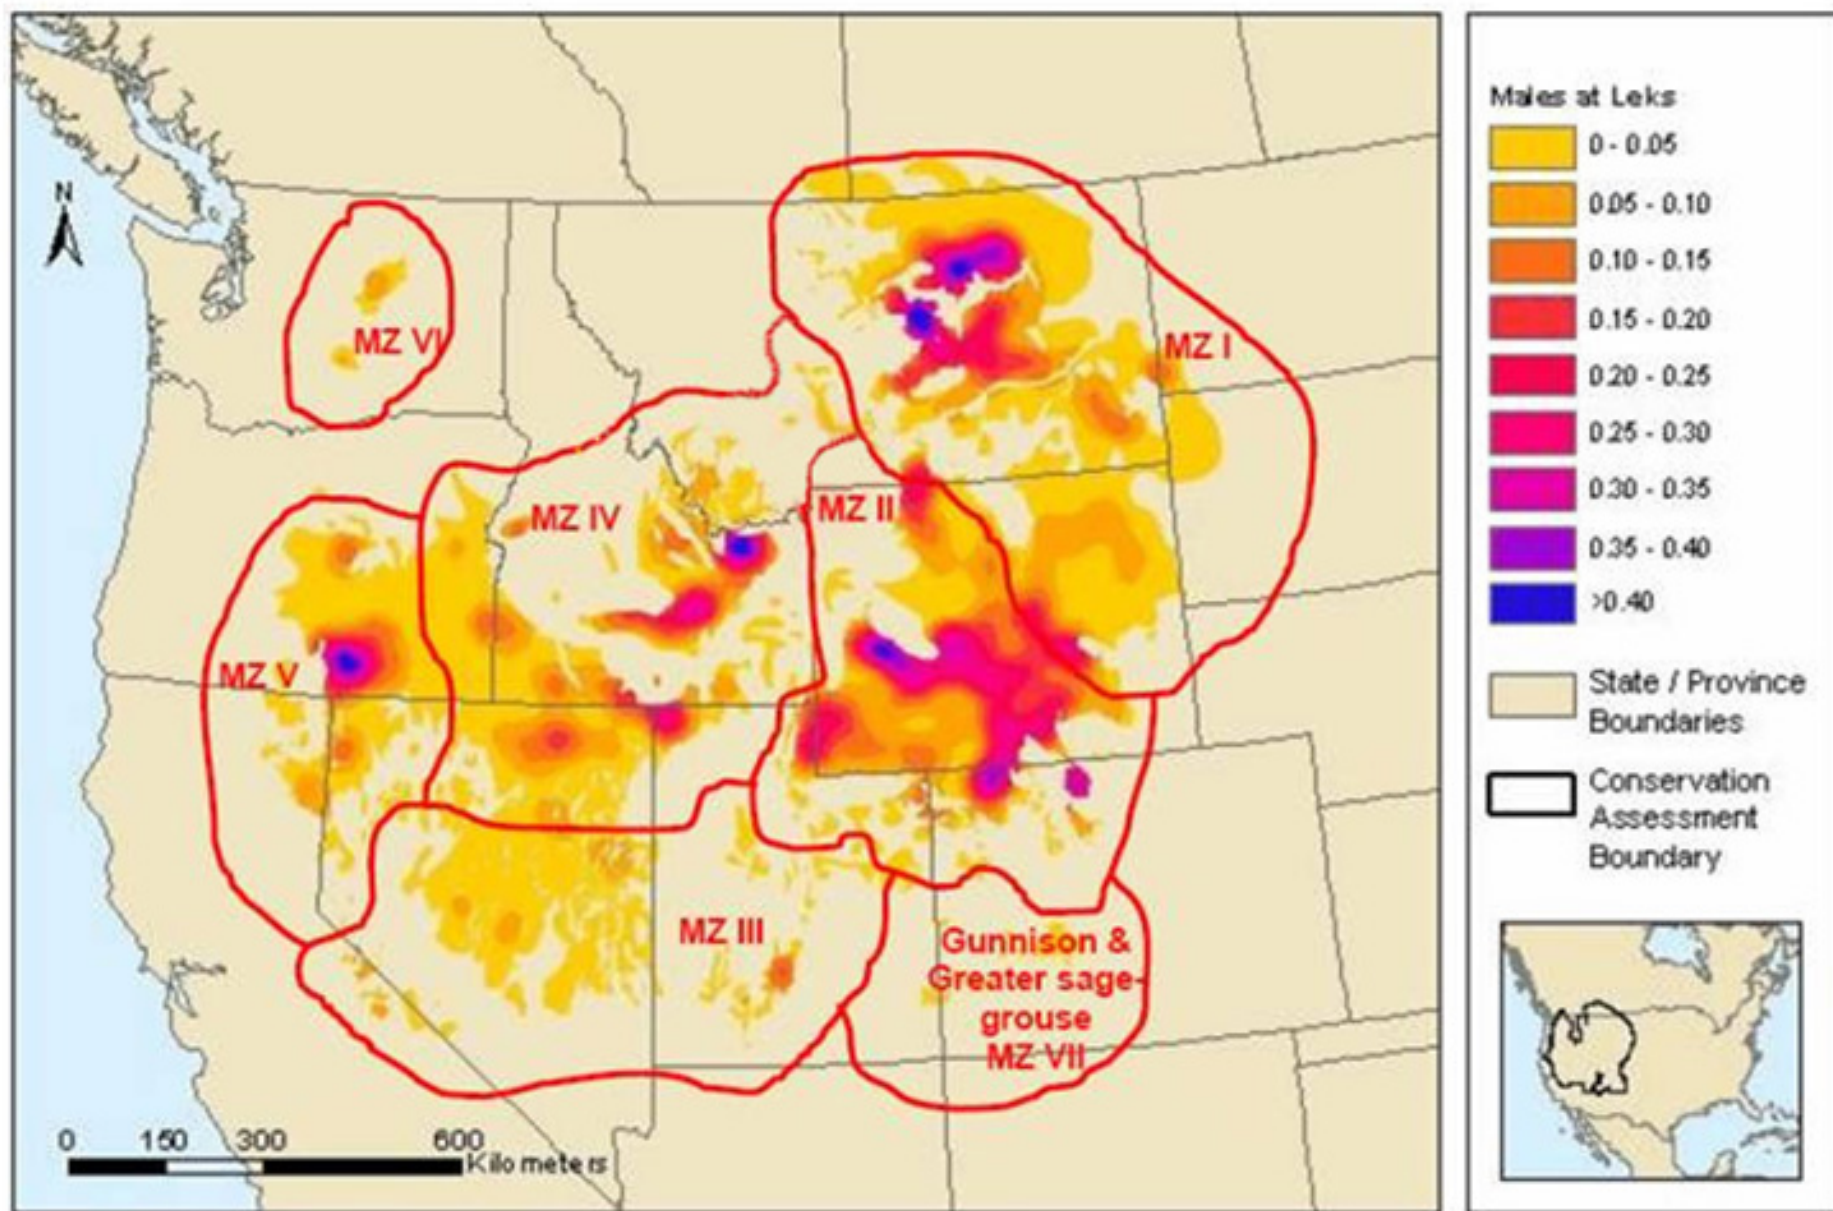 N
MZ VI
MZ I
MZ IV
MZ II
MZ V
MZ III
Gunnison &
Greater sage-
grouse
MZ VII
0 150 300 600
Kilometers
Males at Leks
0 - 0.05
0.05 - 0.10
0.10 - 0.15
0.15 - 0.20
0.20 - 0.25
0.25 - 0.30
0.30 - 0.35
0.35 - 0.40
>0.40
State / Province
Boundaries
Conservation
Assessment
Boundary